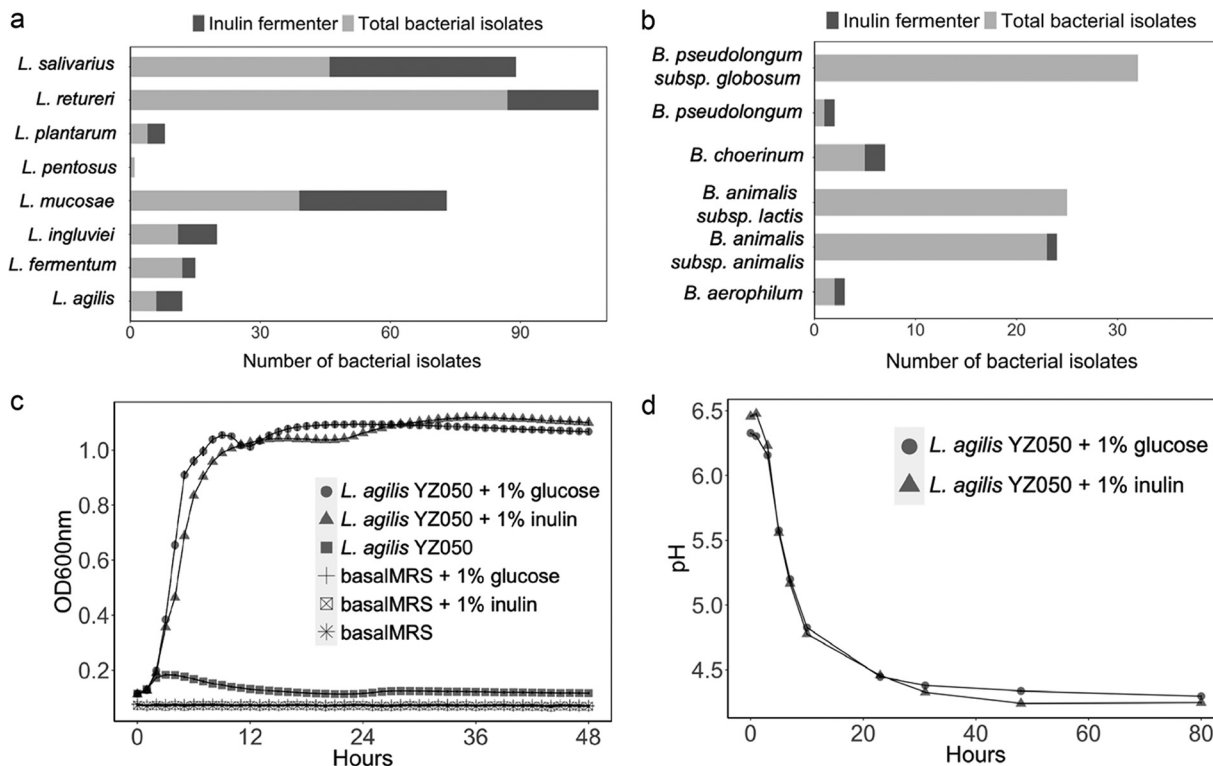 a
Inulin fermenter Total bacterial isolates
L. salivarius
L. retureri
L. plantarum
L. pentosus
L. mucosae
L. ingluviei
L. fermentum
L. agilis
0 30 60 90
Number of bacterial isolates
b
Inulin fermenter Total bacterial isolates
B. pseudolongum
subsp. globosum
B. pseudolongum
B. choerinum
B. animalis
subsp. lactis
B. animalis
subsp. animalis
B. aerophilum
0 10 20 30
Number of bacterial isolates
c
OD600nm
1.0
0.8
0.6
0.4
0.2
L. agilis YZ050 + 1% glucose
L. agilis YZ050 + 1% inulin
L. agilis YZ050
basalMRS + 1% glucose
basalMRS + 1% inulin
basalMRS
0 12 24 36 48
Hours
d
pH
6.5
6.0
5.5
5.0
4.5
L. agilis YZ050 + 1% glucose
L. agilis YZ050 + 1% inulin
0 20 40 60 80
Hours